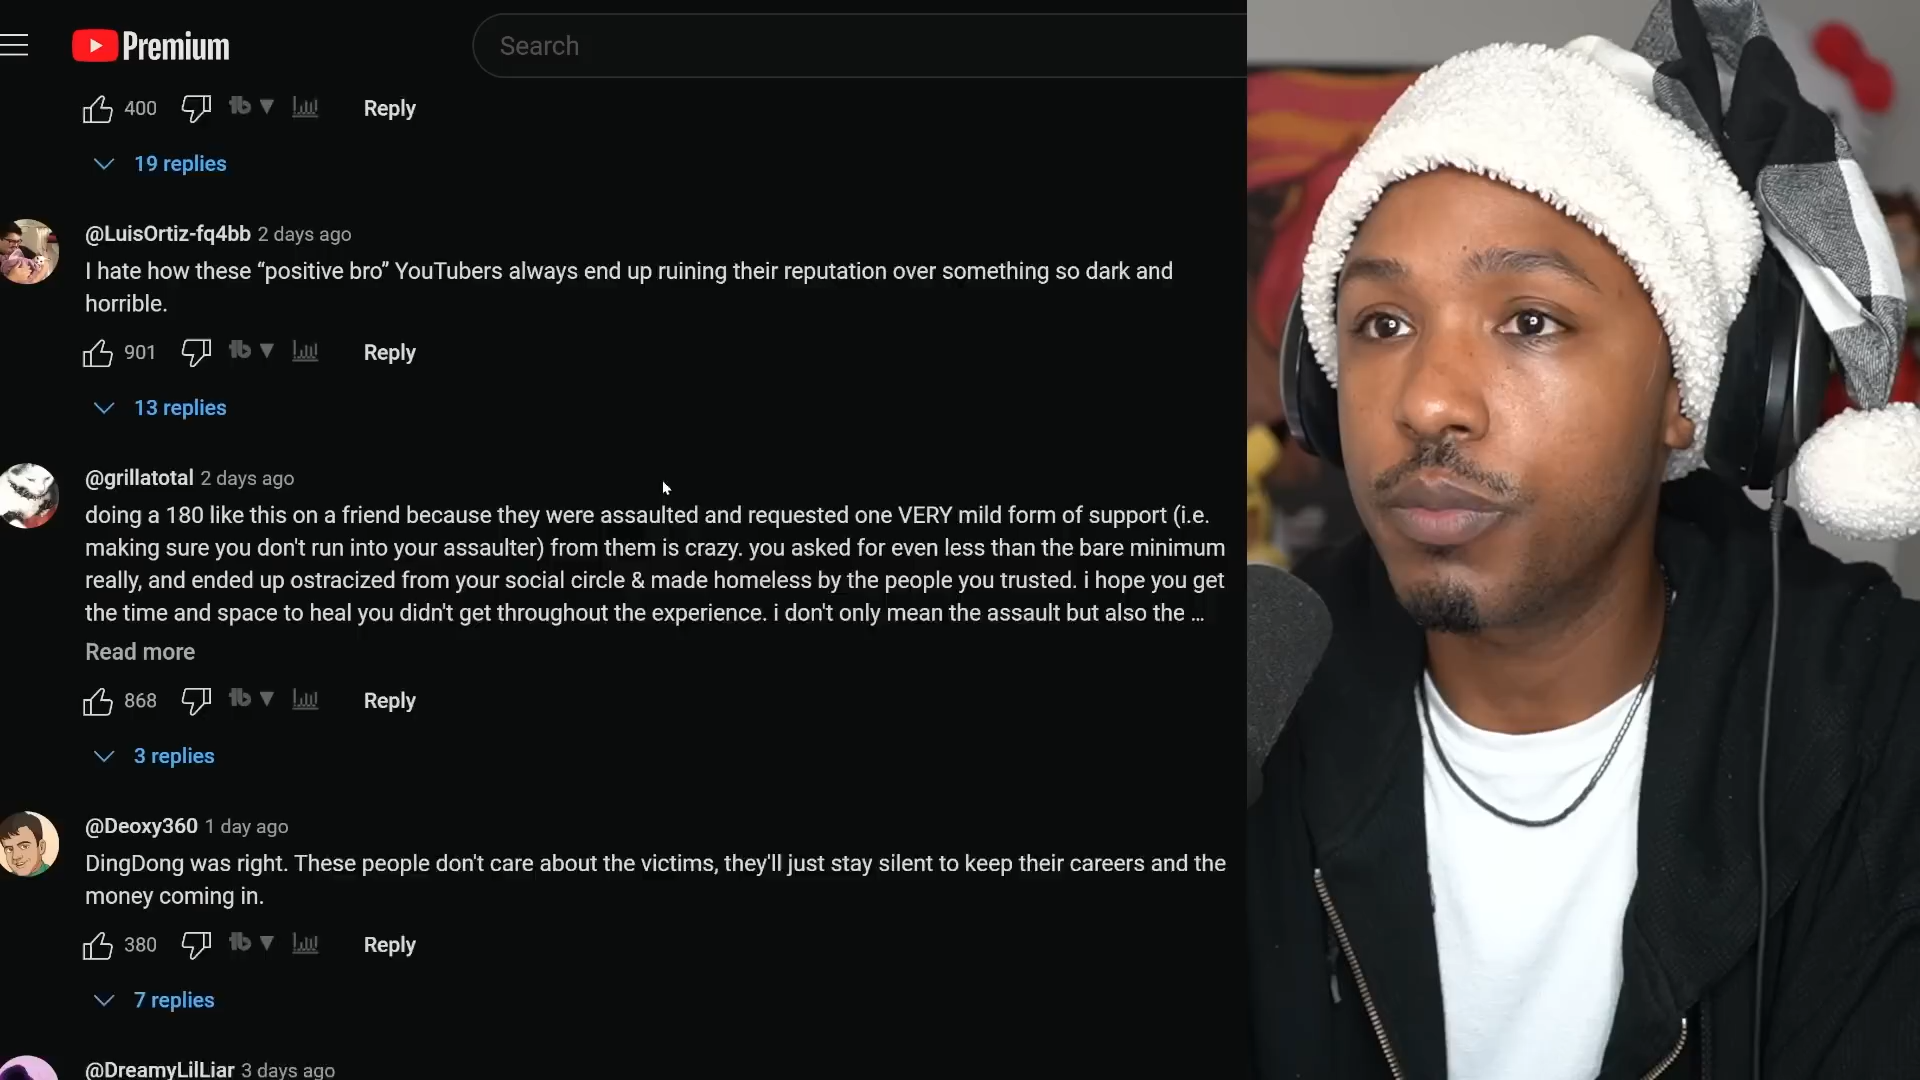 Premium
Search
400
Reply
19 replies
@LuisOrtiz-fq4bb 2 days ago
I hate how these “positive bro” YouTubers always end up ruining their reputation over something so dark and
horrible.
901
Reply
13 replies
@grillatotal 2 days ago
doing a 180 like this on a friend because they were assaulted and requested one VERY mild form of support (i.e.
making sure you don't run into your assaulter) from them is crazy. you asked for even less than the bare minimum
really, and ended up ostracized from your social circle & made homeless by the people you trusted. i hope you get
the time and space to heal you didn't get throughout the experience. i don't only mean the assault but also the ...
Read more
868
Reply
3 replies
@Deoxy360 1 day ago
DingDong was right. These people don't care about the victims, they'll just stay silent to keep their careers and the
money coming in.
380
Reply
7 replies
@DreamyLilLiar 3 days ago